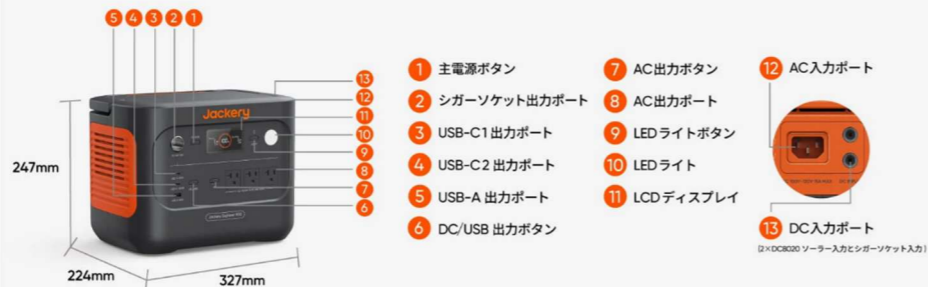 5 4 3 2 1
Jackery
13
12
11
10
9
8
7
6
247mm
224mm
327mm
1 主電源ボタン
2 シガーソケット出力ポート
3 USB-C1 出力ポート
4 USB-C2 出力ポート
5 USB-A 出力ポート
6 DC/USB 出力ボタン
7 AC出力ボタン
8 AC出力ポート
9 LEDライトボタン
10 LEDライト
11 LCDディスプレイ
12 AC入力ポート
13 DC入力ポート
(2×DC8020 ソーラー入力とシガーソケット入力)